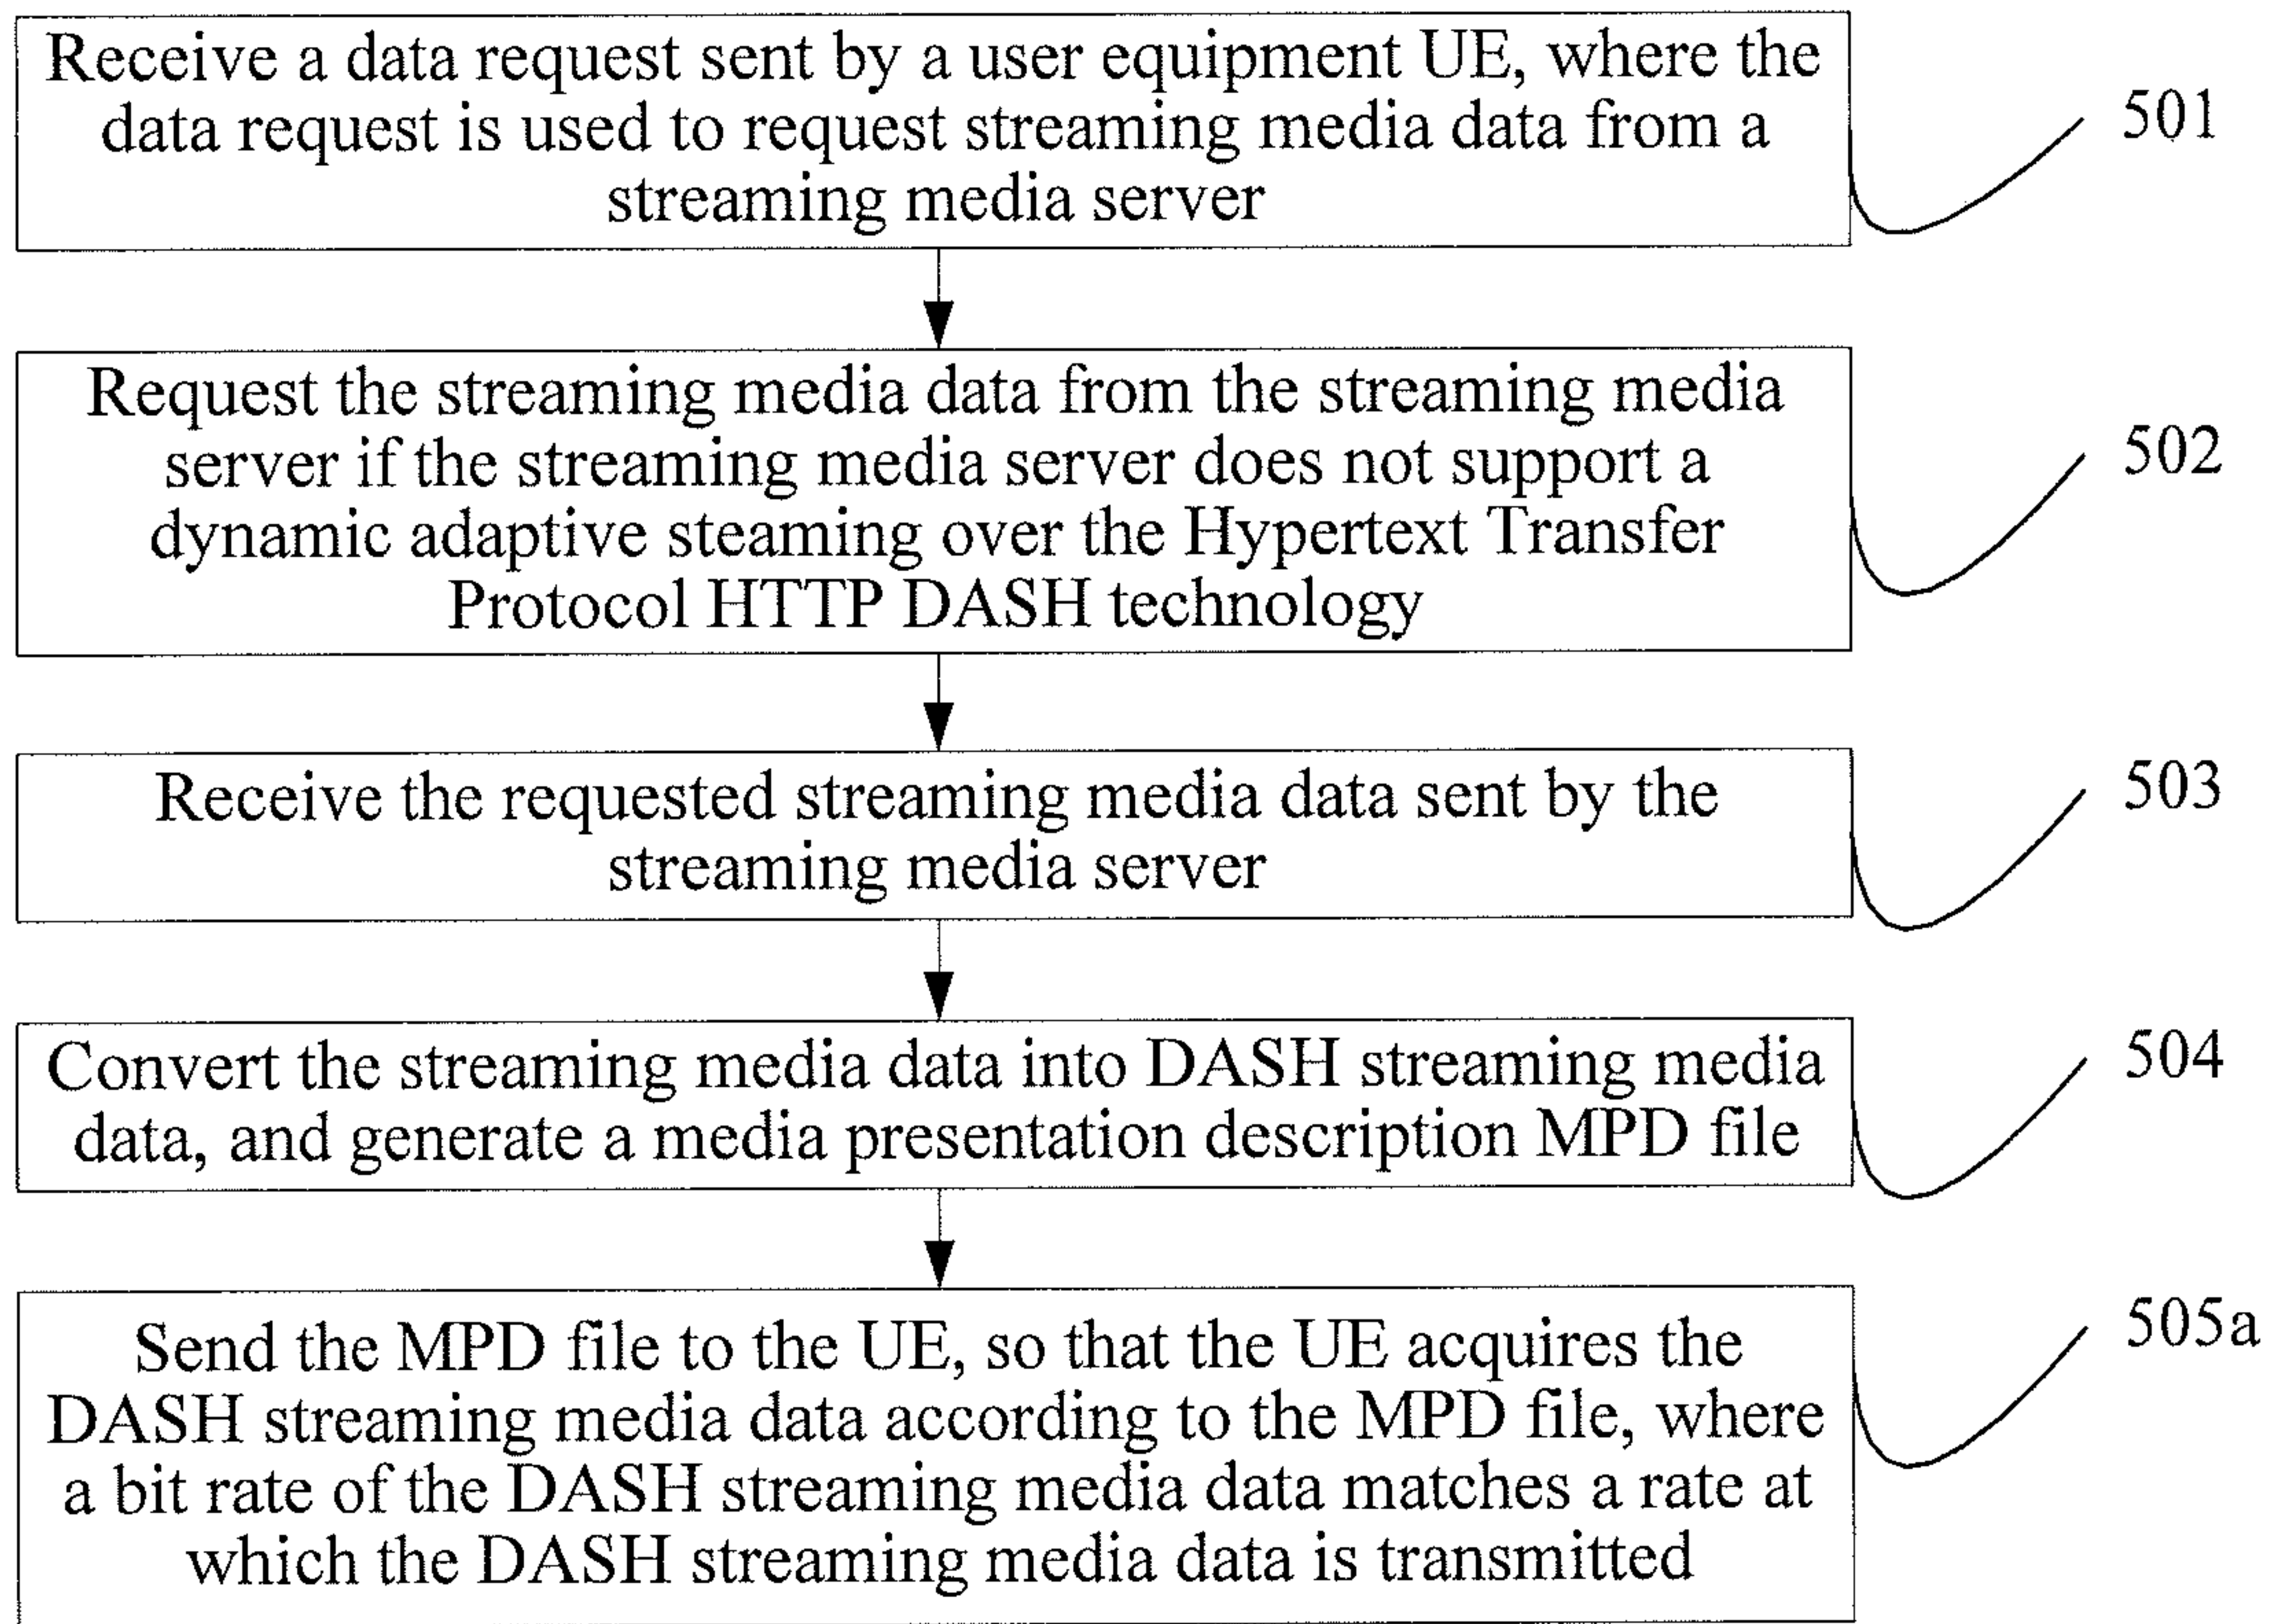 Receive a data request sent by a user equipment UE, where the
data request is used to request streaming media data from a
streaming media server
501
Request the streaming media data from the streaming media
server if the streaming media server does not support a
dynamic adaptive steaming over the Hypertext Transfer
Protocol HTTP DASH technology
502
Receive the requested streaming media data sent by the
streaming media server
503
Convert the streaming media data into DASH streaming media
data, and generate a media presentation description MPD file
504
Send the MPD file to the UE, so that the UE acquires the
DASH streaming media data according to the MPD file, where
a bit rate of the DASH streaming media data matches a rate at
which the DASH streaming media data is transmitted
505a